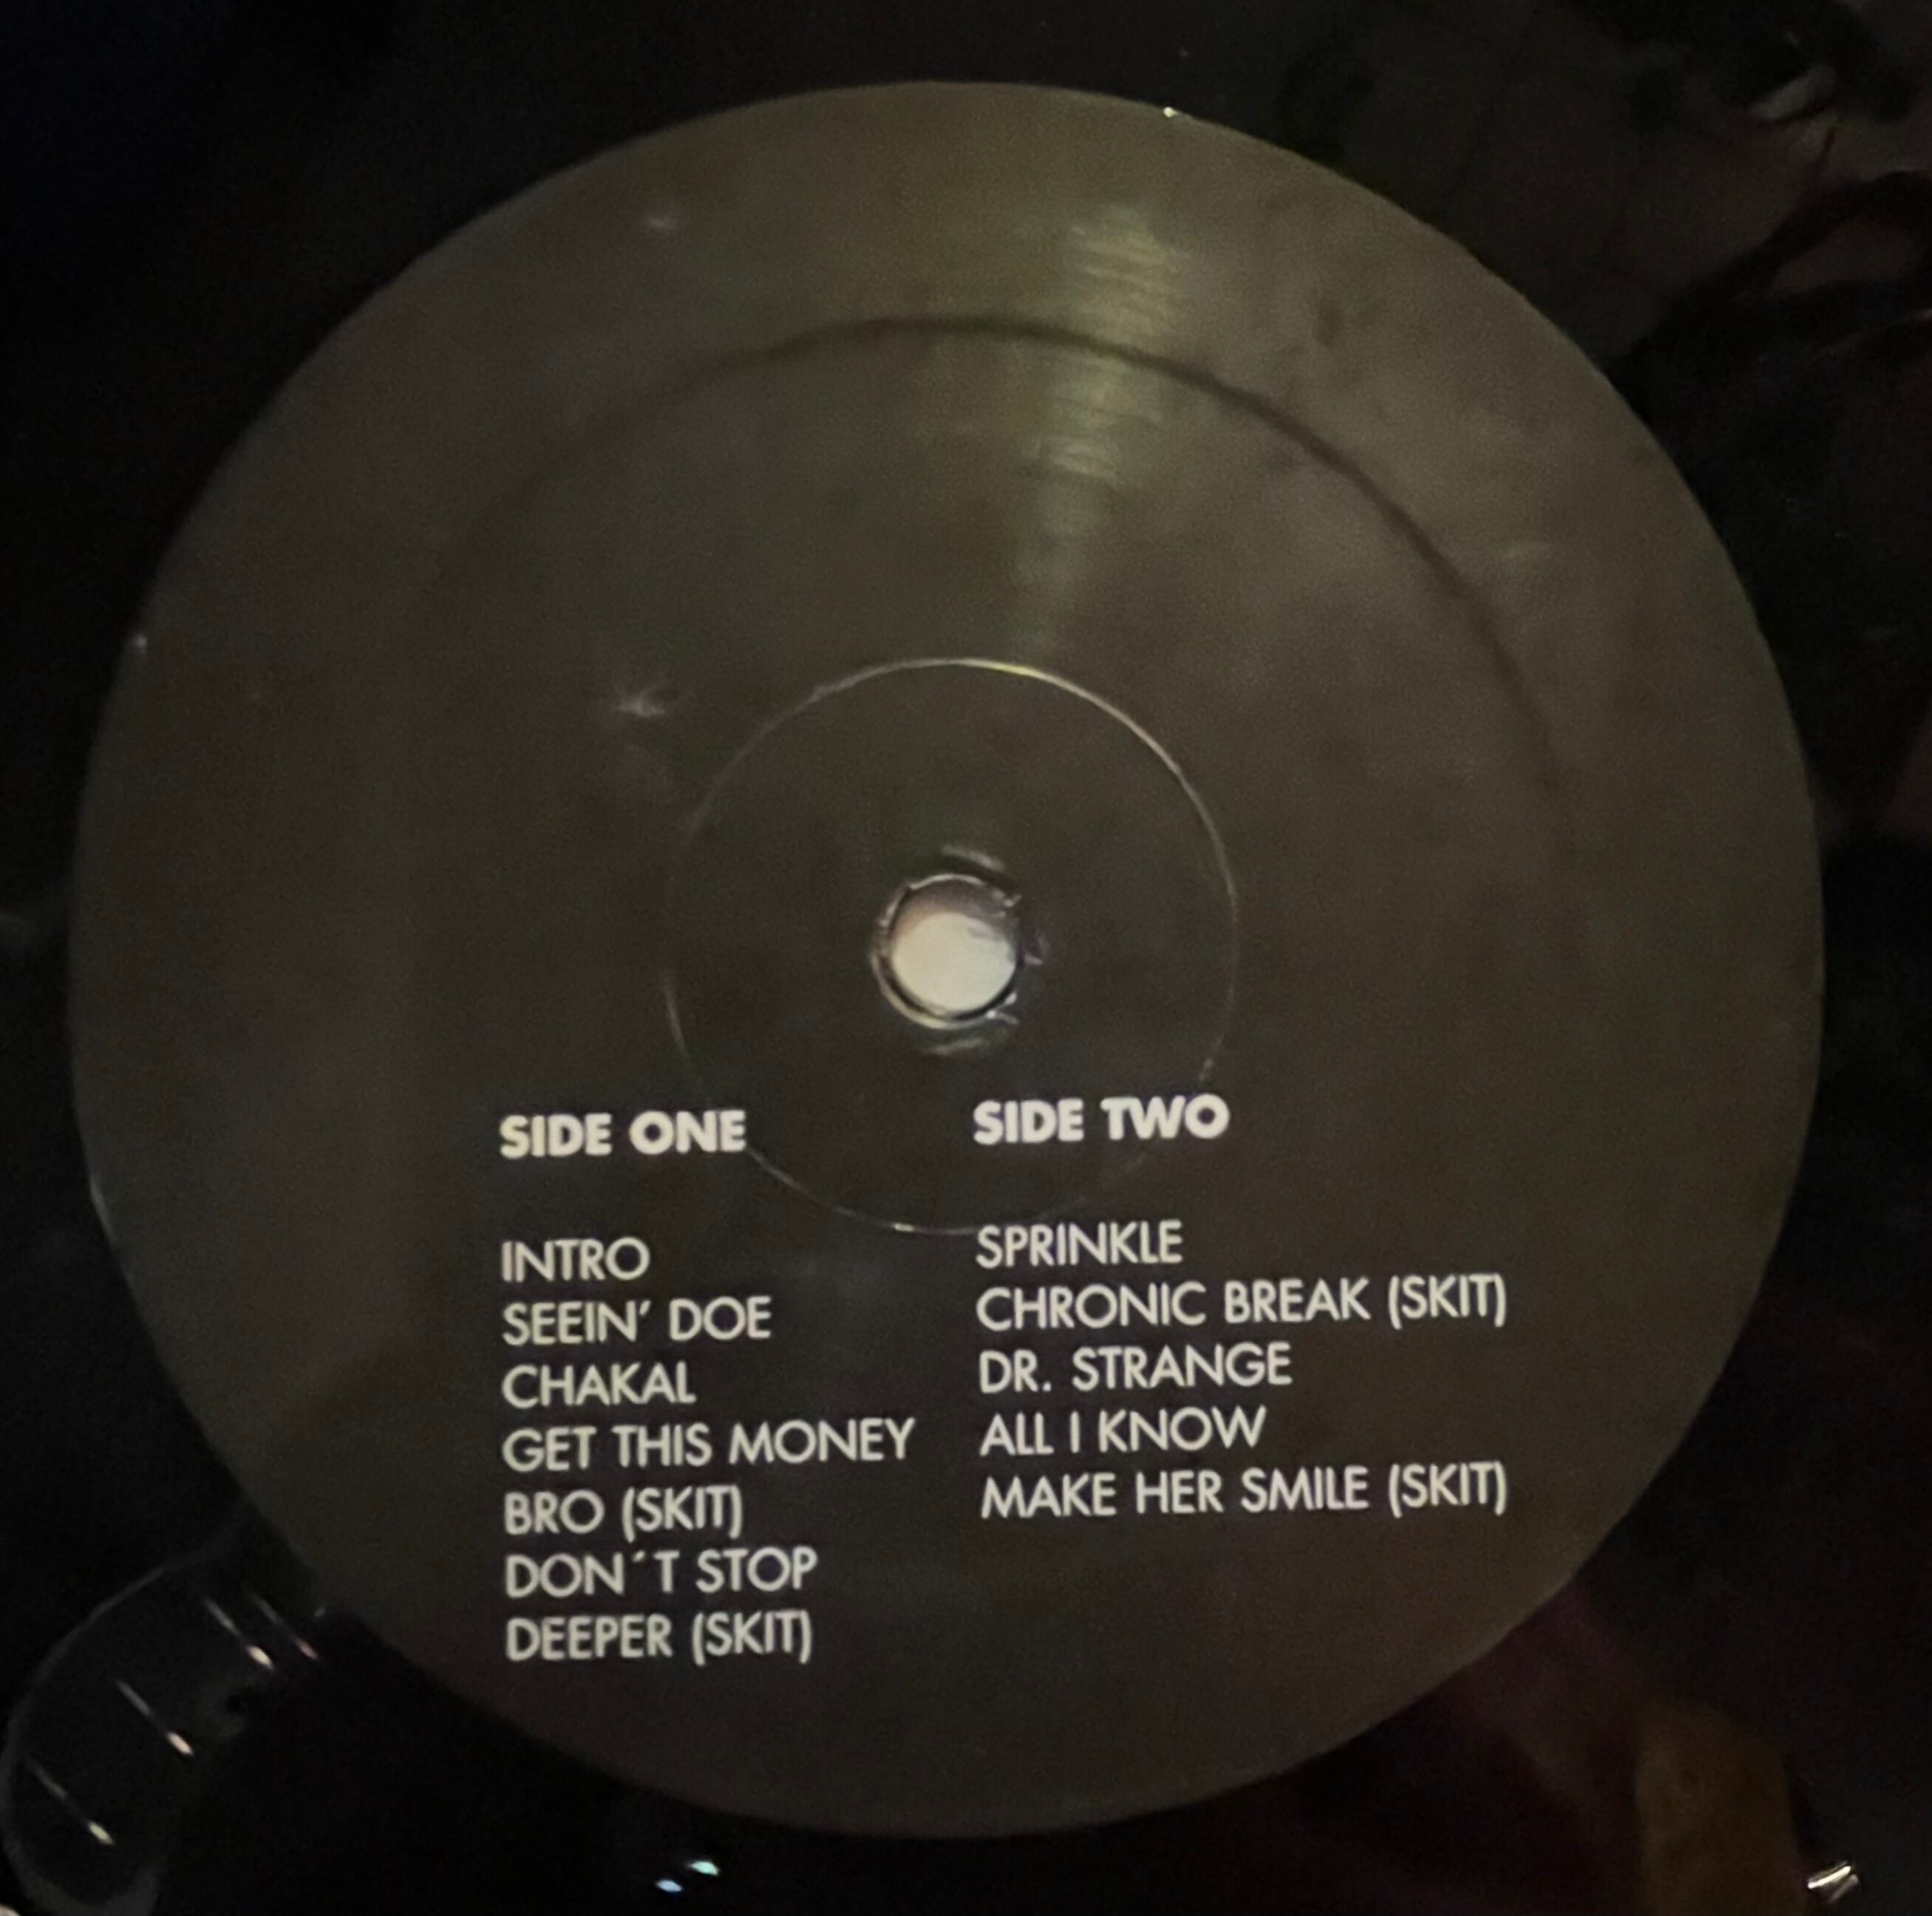 SIDE ONE
INTRO
SEEIN' DOE
CHAKAL
GET THIS MONEY
BRO (SKIT)
DON´T STOP
DEEPER (SKIT)
SIDE TWO
SPRINKLE
CHRONIC BREAK (SKIT)
DR. STRANGE
ALL I KNOW
MAKE HER SMILE (SKIT)